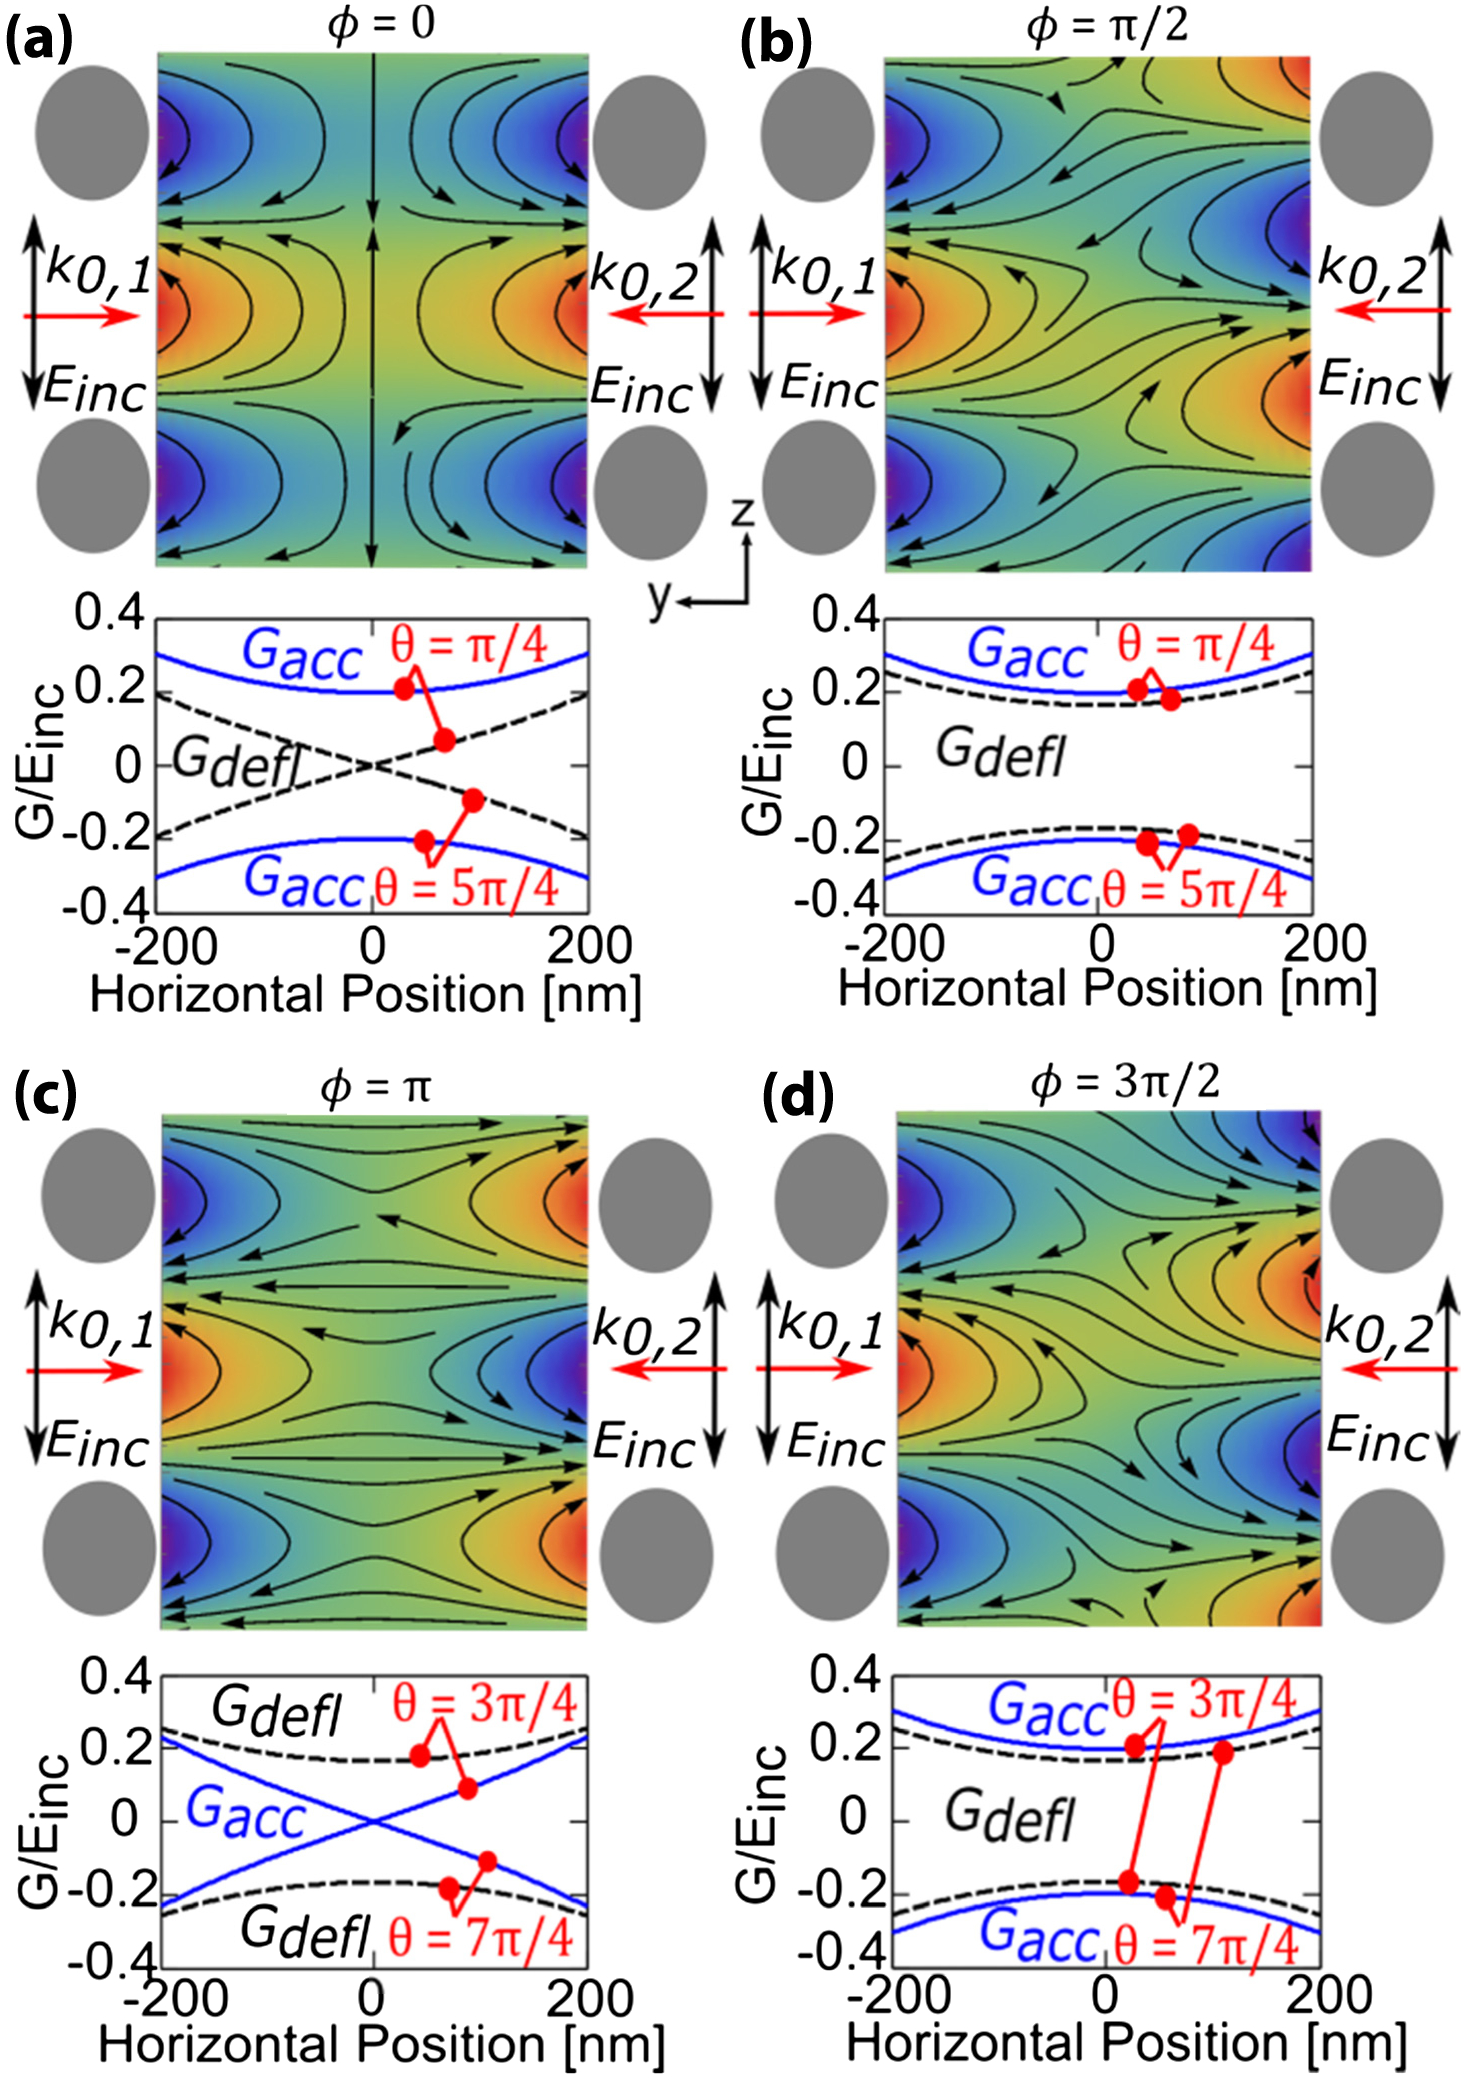 (a) ϕ = 0
k0,1 k0,2
Einc Einc
0.4
0.2
0
-0.2
-0.4
G/Einc
Gacc θ = π/4
Gdefl
Gacc θ = 5π/4
-200 0 200
Horizontal Position [nm]
z
y
(b) ϕ = π/2
k0,1 k0,2
Einc Einc
0.4
0.2
0
-0.2
-0.4
G/Einc
Gacc θ = π/4
Gdefl
Gacc θ = 5π/4
-200 0 200
Horizontal Position [nm]
(c) ϕ = π
k0,1 k0,2
Einc Einc
0.4
0.2
0
-0.2
-0.4
G/Einc
Gdefl θ = 3π/4
Gacc
Gdefl θ = 7π/4
-200 0 200
Horizontal Position [nm]
(d) ϕ = 3π/2
k0,1 k0,2
Einc Einc
0.4
0.2
0
-0.2
-0.4
G/Einc
Gacc θ = 3π/4
Gdefl
Gacc θ = 7π/4
-200 0 200
Horizontal Position [nm]